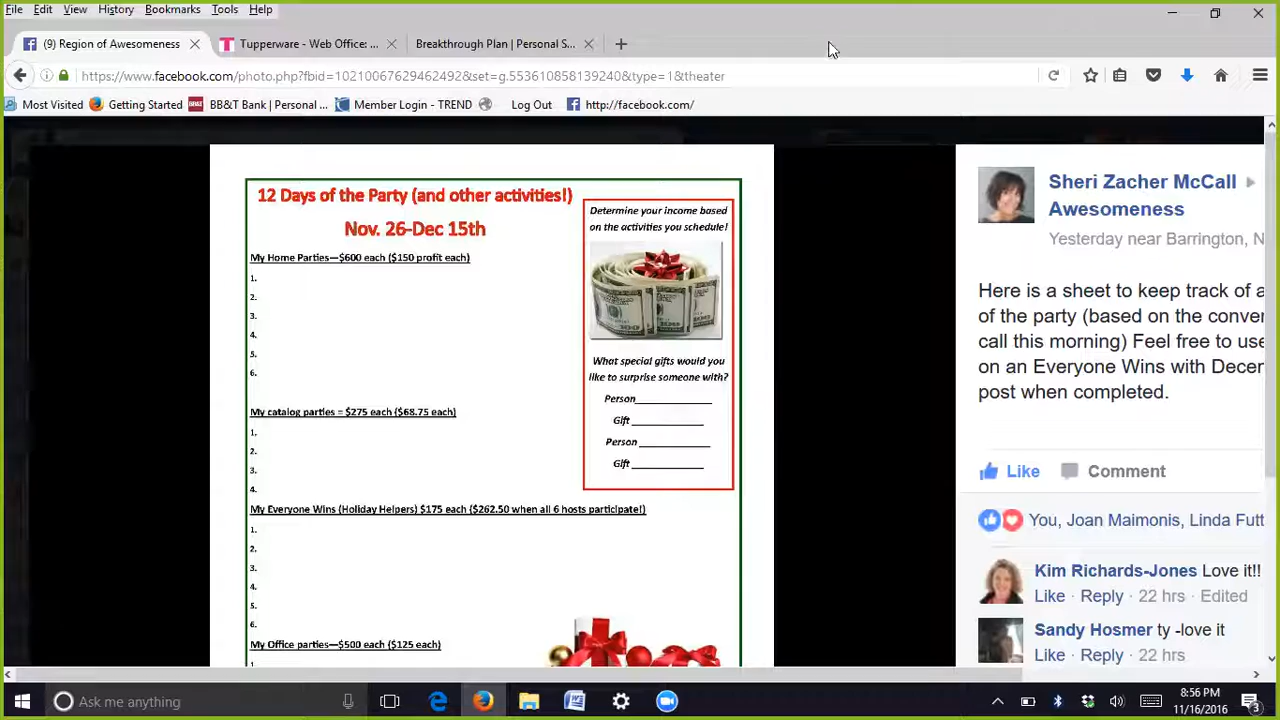 File Edit View History Bookmarks Tools Help
(9) Region of Awesomeness
Tupperware - Web Office: ...
Breakthrough Plan | Personal S...
https://www.facebook.com/photo.php?fbid=10210067629462492&set=g.553610558139240&type=1&theater
Most Visited Getting Started BB&T Bank | Personal ... Member Login - TREND Log Out http://facebook.com/
12 Days of the Party (and other activities!)
Nov. 26-Dec 15th
My Home Parties—$600 each ($150 profit each)
1.
2.
3.
4.
5.
6.
My catalog parties = $275 each ($68.75 each)
1.
2.
3.
4.
My Everyone Wins (Holiday Helpers) $175 each ($262.50 when all 6 hosts participate!)
1.
2.
3.
4.
5.
6.
My Office parties—$500 each ($125 each)
1.
Determine your income based
on the activities you schedule!
What special gifts would you
like to surprise someone with?
Person____________
Gift ____________
Person ____________
Gift ____________
Sheri Zacher McCall
Awesomeness
Yesterday near Barrington, N
Here is a sheet to keep track of a
of the party (based on the conver
call this morning) Feel free to use
on an Everyone Wins with Decem
post when completed.
Like Comment
You, Joan Maimonis, Linda Futt
Kim Richards-Jones Love it!!
Like · Reply · 22 hrs · Edited
Sandy Hosmer ty -love it
Like · Reply · 22 hrs
Ask me anything
8:56 PM
11/16/2016
3